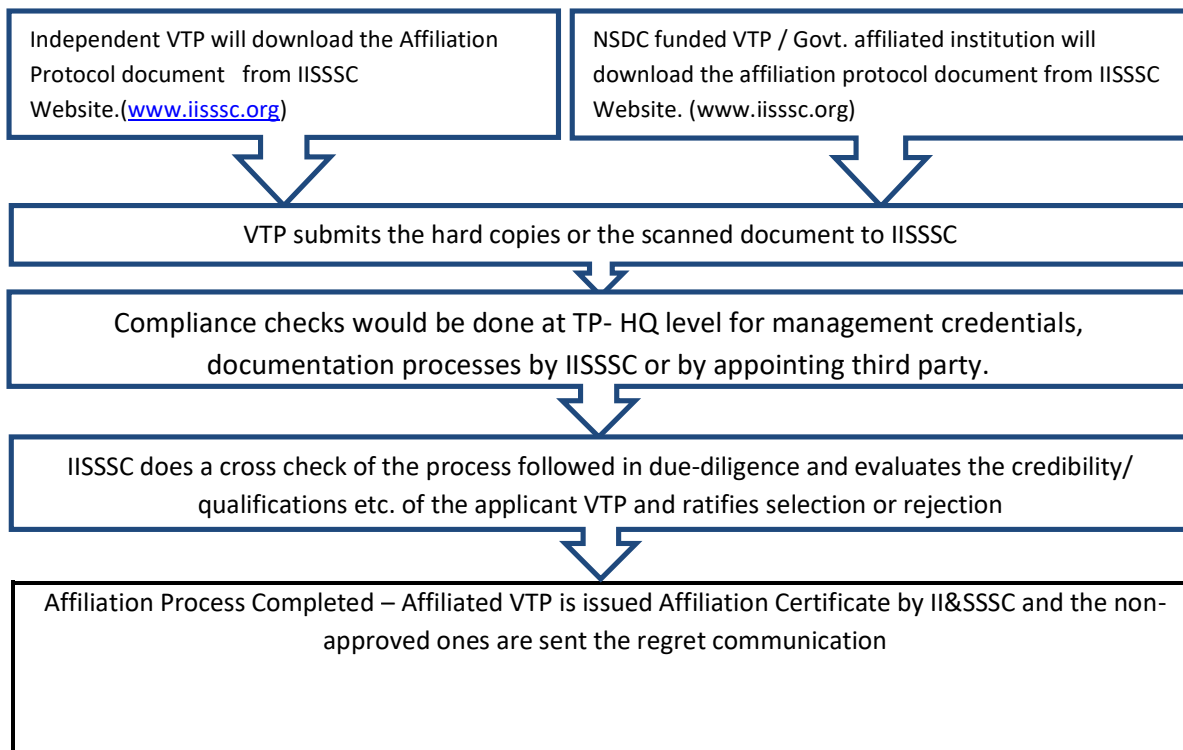 Independent VTP will download the Affiliation
Protocol document from IISSSC
Website.(www.iisssc.org)
NSDC funded VTP / Govt. affiliated institution will
download the affiliation protocol document from IISSSC
Website. (www.iisssc.org)
VTP submits the hard copies or the scanned document to IISSSC
Compliance checks would be done at TP- HQ level for management credentials,
documentation processes by IISSSC or by appointing third party.
IISSSC does a cross check of the process followed in due-diligence and evaluates the credibility/
qualifications etc. of the applicant VTP and ratifies selection or rejection
Affiliation Process Completed – Affiliated VTP is issued Affiliation Certificate by II&SSSC and the non-
approved ones are sent the regret communication